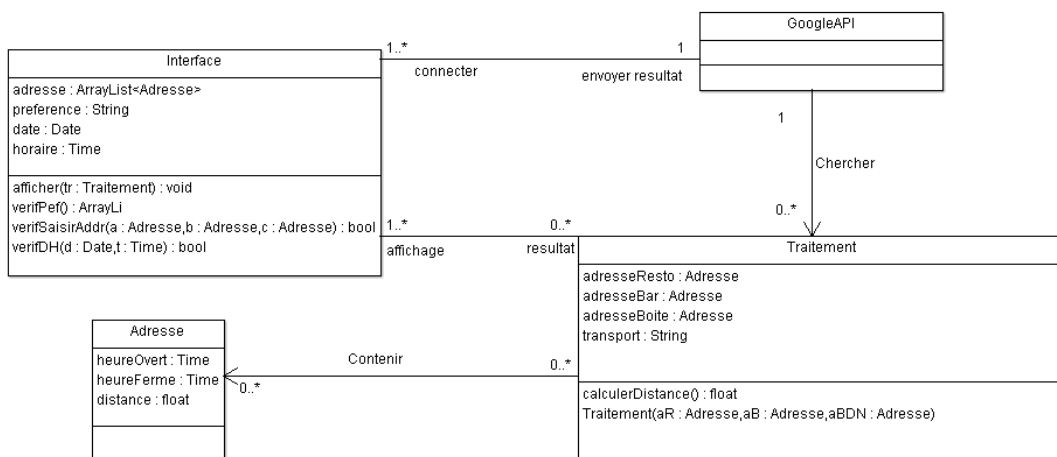 GoogleAPI
Interface
adresse : ArrayList<Adresse>
preference : String
date : Date
horaire : Time
afficher(tr : Traitement) : void
verifPef() : ArrayLi
verifSaisirAddr(a : Adresse,b : Adresse,c : Adresse) : bool
verifDH(d : Date,t : Time) : bool
1..*
1
connecter
envoyer resultat
1
Chercher
0..*
1..*
0..*
affichage
resultat
Traitement
adresseResto : Adresse
adresseBar : Adresse
adresseBoite : Adresse
transport : String
calculerDistance() : float
Traitement(aR : Adresse,aB : Adresse,aBDN : Adresse)
Adresse
heureOvert : Time
heureFerme : Time
distance : float
Contenir
0..*
0..*